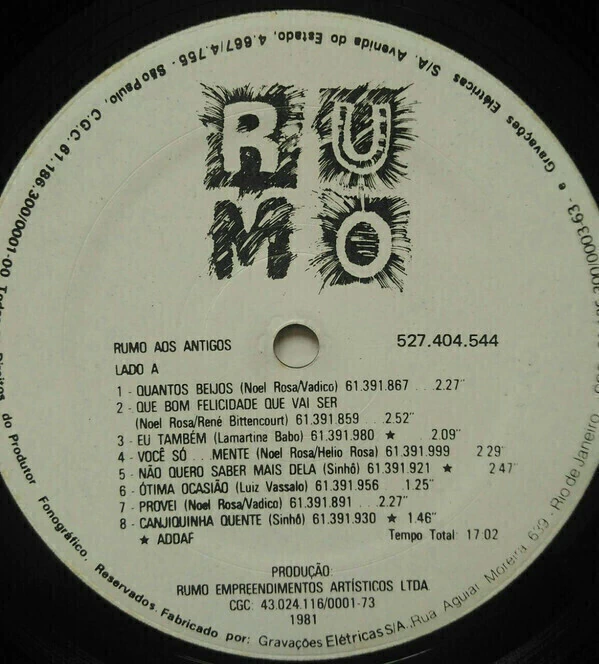 RUMO
RUMO AOS ANTIGOS
527.404.544
LADO A
1 - QUANTOS BEIJOS (Noel Rosa/Vadico) 61.391.867 ...2.27"
2 - QUE BOM FELICIDADE QUE VAI SER
(Noel Rosa/René Bittencourt) 61.391.859 ...2.52"
3 - EU TAMBÉM (Lamartina Babo) 61.391.980 ★ .. 2.09"
4 - VOCÊ SÓ ...MENTE (Noel Rosa/Helio Rosa) 61.391.999 2 29"
5 - NÃO QUERO SABER MAIS DELA (Sinhô) 61.391.921 ★ 2 47"
6 - ÓTIMA OCASIÃO (Luiz Vassalo) 61.391.956 ..1.25"
7 - PROVEI (Noel Rosa/Vadico) 61.391.891 ...2.27"
8 - CANJIQUINHA QUENTE (Sinhô) 61.391.930 ★ 1.46"
★ ADDAF
Tempo Total: 17:02
PRODUÇÃO
RUMO EMPREENDIMENTOS ARTÍSTICOS LTDA
CGC: 43.024.116/0001-73
1981
do Produtor Fonográfico. Reservados. Fabricado por: Gravações Elétricas S/A., Rua Aguiar Moreira, 639 - Rio de Janeiro
e Gravações Elétricas S/A, Avenida do Estado, 4.667/4.755 - São Paulo, C.G.C. 61.186.300/0001-00